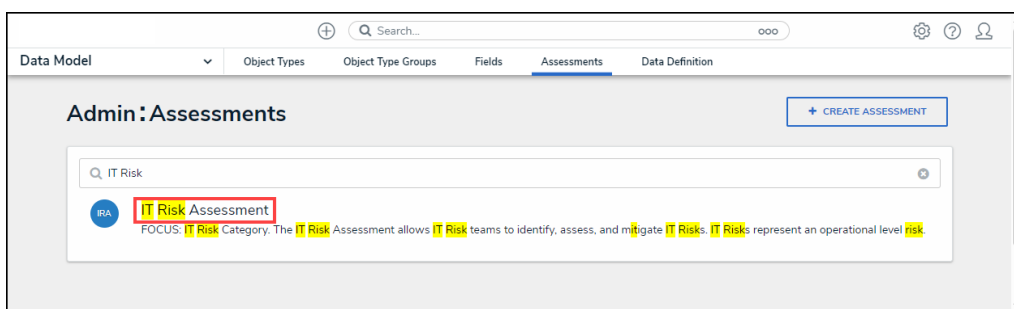 Search...
ooo
Data Model
Object Types
Object Type Groups
Fields
Assessments
Data Definition
Admin:Assessments
+ CREATE ASSESSMENT
IT Risk
IRA
IT Risk Assessment
FOCUS: IT Risk Category. The IT Risk Assessment allows IT Risk teams to identify, assess, and mitigate IT Risks. IT Risks represent an operational level risk.